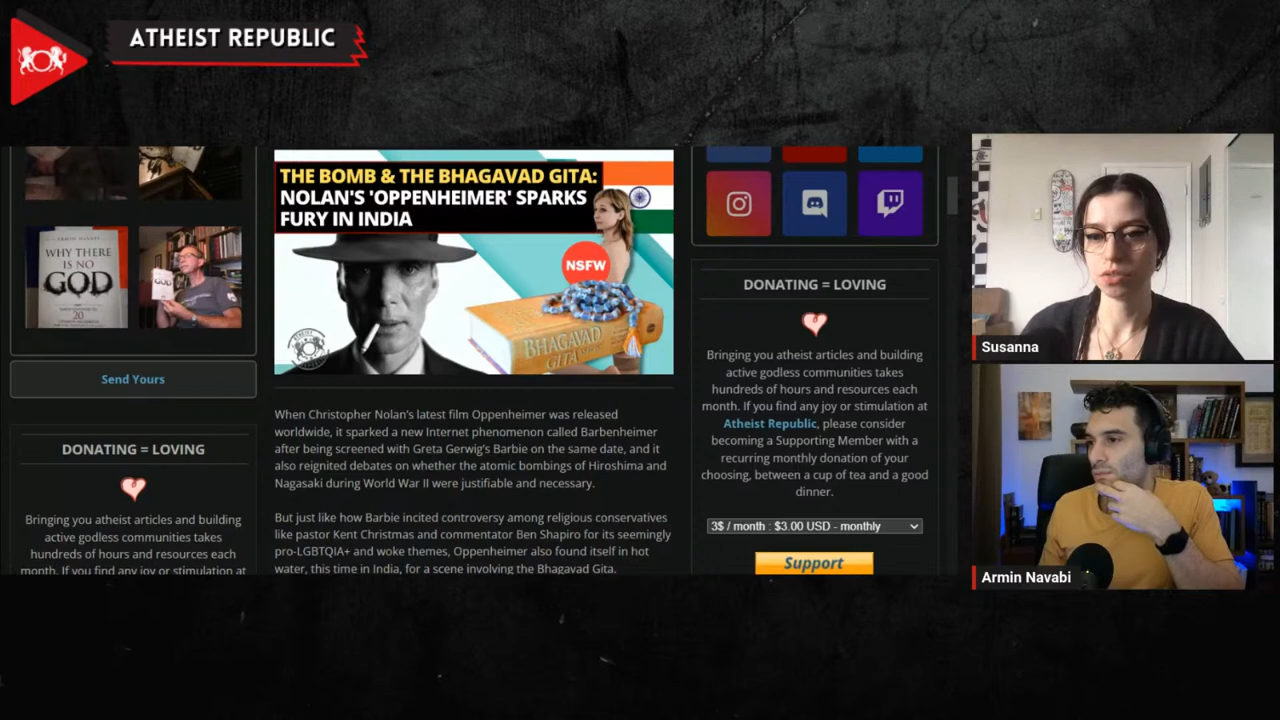 ATHEIST REPUBLIC
WHY THERE
IS NO
GOD
20
GOD
Send Yours
DONATING = LOVING
Bringing you atheist articles and building
active godless communities takes
hundreds of hours and resources each
month. If you find any joy or stimulation at
THE BOMB & THE BHAGAVAD GITA:
NOLAN'S 'OPPENHEIMER' SPARKS
FURY IN INDIA
NSFW
BHAGAVAD
GITA
When Christopher Nolan's latest film Oppenheimer was released
worldwide, it sparked a new Internet phenomenon called Barbenheimer
after being screened with Greta Gerwig's Barbie on the same date, and it
also reignited debates on whether the atomic bombings of Hiroshima and
Nagasaki during World War II were justifiable and necessary.
But just like how Barbie incited controversy among religious conservatives
like pastor Kent Christmas and commentator Ben Shapiro for its seemingly
pro-LGBTQIA+ and woke themes, Oppenheimer also found itself in hot
water, this time in India, for a scene involving the Bhagavad Gita.
DONATING = LOVING
Bringing you atheist articles and building
active godless communities takes
hundreds of hours and resources each
month. If you find any joy or stimulation at
Atheist Republic, please consider
becoming a Supporting Member with a
recurring monthly donation of your
choosing, between a cup of tea and a good
dinner.
3$ / month : $3.00 USD - monthly
Support
Susanna
Armin Navabi